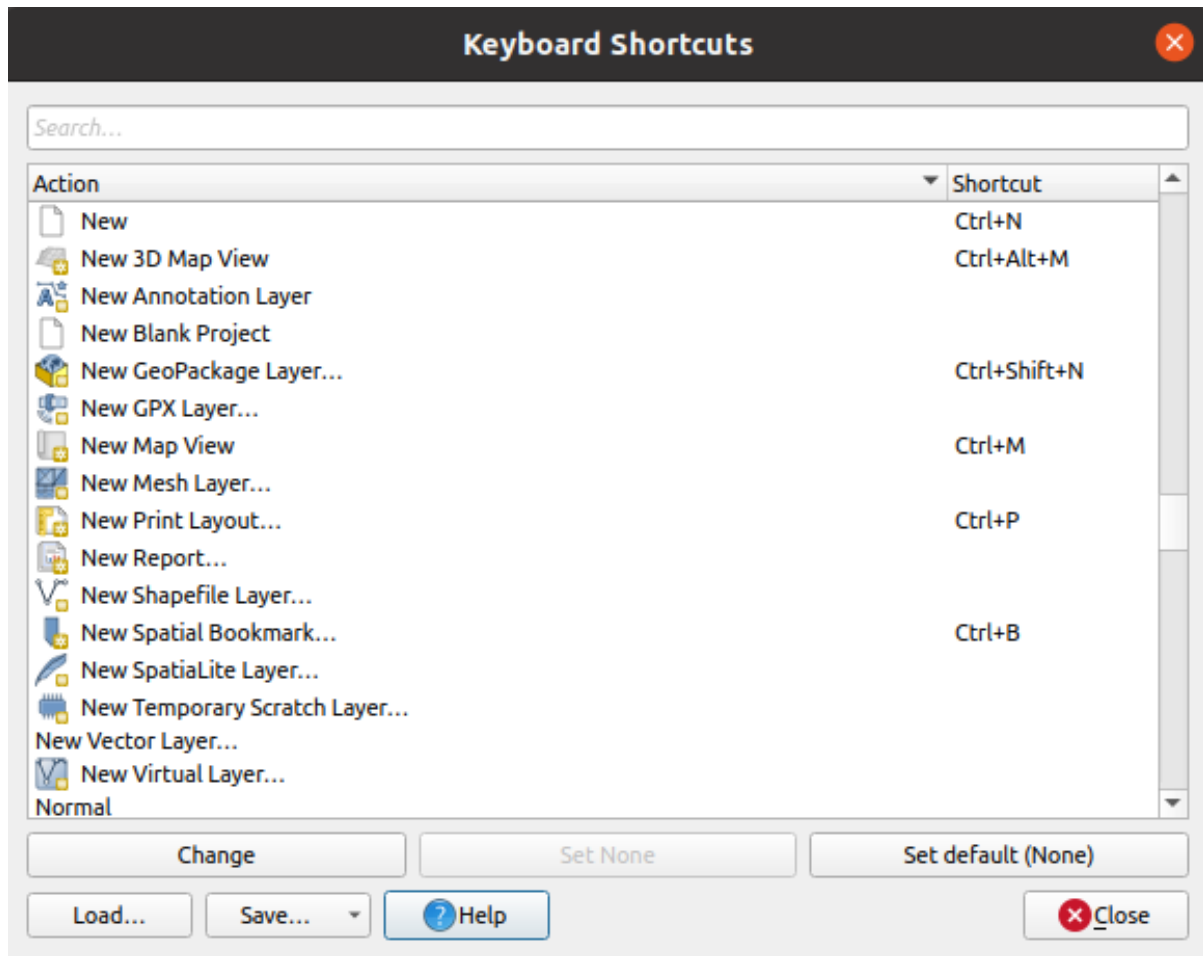 Keyboard Shortcuts
Search…
Action Shortcut
New Ctrl+N
New 3D Map View Ctrl+Alt+M
New Annotation Layer
New Blank Project
New GeoPackage Layer… Ctrl+Shift+N
New GPX Layer…
New Map View Ctrl+M
New Mesh Layer…
New Print Layout… Ctrl+P
New Report…
New Shapefile Layer…
New Spatial Bookmark… Ctrl+B
New SpatiaLite Layer…
New Temporary Scratch Layer…
New Vector Layer…
New Virtual Layer…
Normal
Change Set None Set default (None)
Load… Save… Help Close